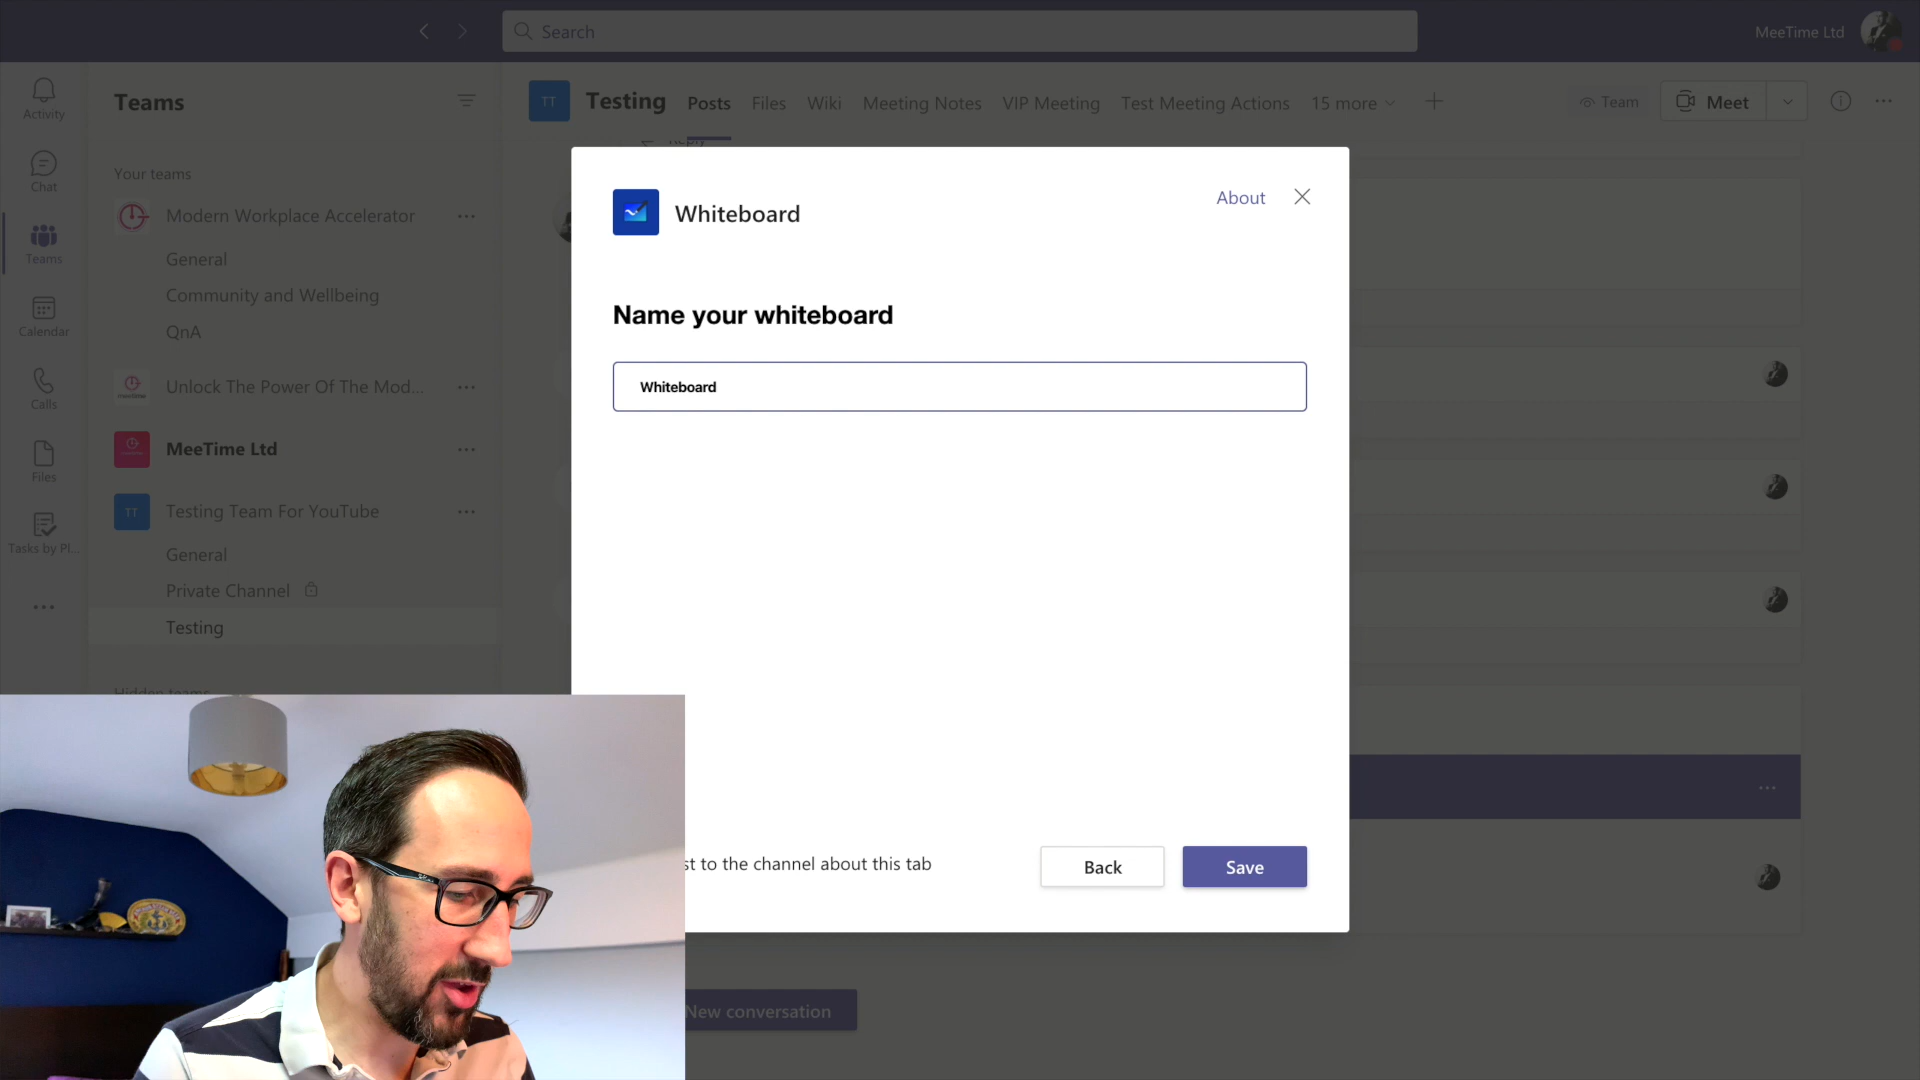 Search
MeeTime Ltd
Activity
Chat
Teams
Calendar
Calls
Files
Tasks by Pl...
Teams
Your teams
Modern Workplace Accelerator
General
Community and Wellbeing
QnA
Unlock The Power Of The Mod...
MeeTime Ltd
TT
Testing Team For YouTube
General
Private Channel
Testing
Hidden teams
TT
Testing
Posts
Files
Wiki
Meeting Notes
VIP Meeting
Test Meeting Actions
15 more
Team
Meet
Reply
Whiteboard
About
Name your whiteboard
Whiteboard
st to the channel about this tab
Back
Save
New conversation